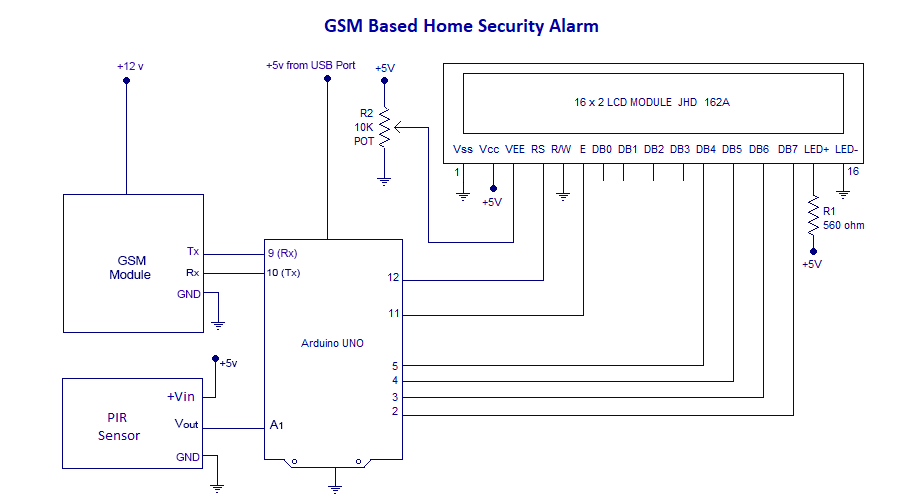 GSM Based Home Security Alarm
+12 v
+5v from USB Port
+5V
R2
10K
POT
16 x 2 LCD MODULE JHD 162A
Vss Vcc VEE RS R/W E DB0 DB1 DB2 DB3 DB4 DB5 DB6 DB7 LED+ LED-
1
16
+5V
R1
560 ohm
+5V
GSM
Module
Tx
Rx
GND
9 (Rx)
10 (Tx)
12
11
Arduino UNO
5
4
3
2
A1
+5v
PIR
Sensor
+Vin
Vout
GND